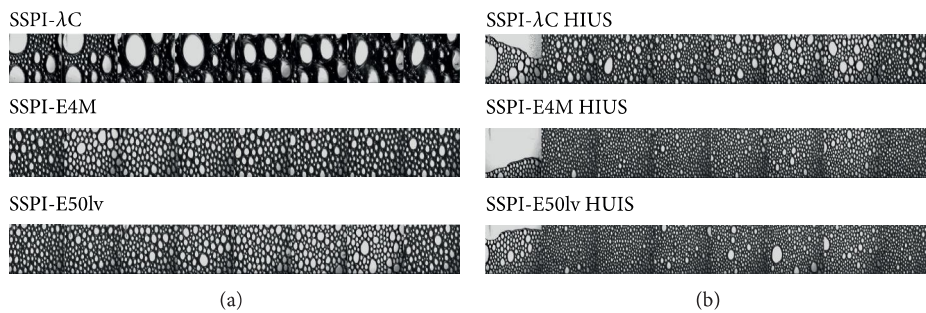 SSPI-λC
SSPI-E4M
SSPI-E50lv
(a)
SSPI-λC HIUS
SSPI-E4M HIUS
SSPI-E50lv HUIS
(b)